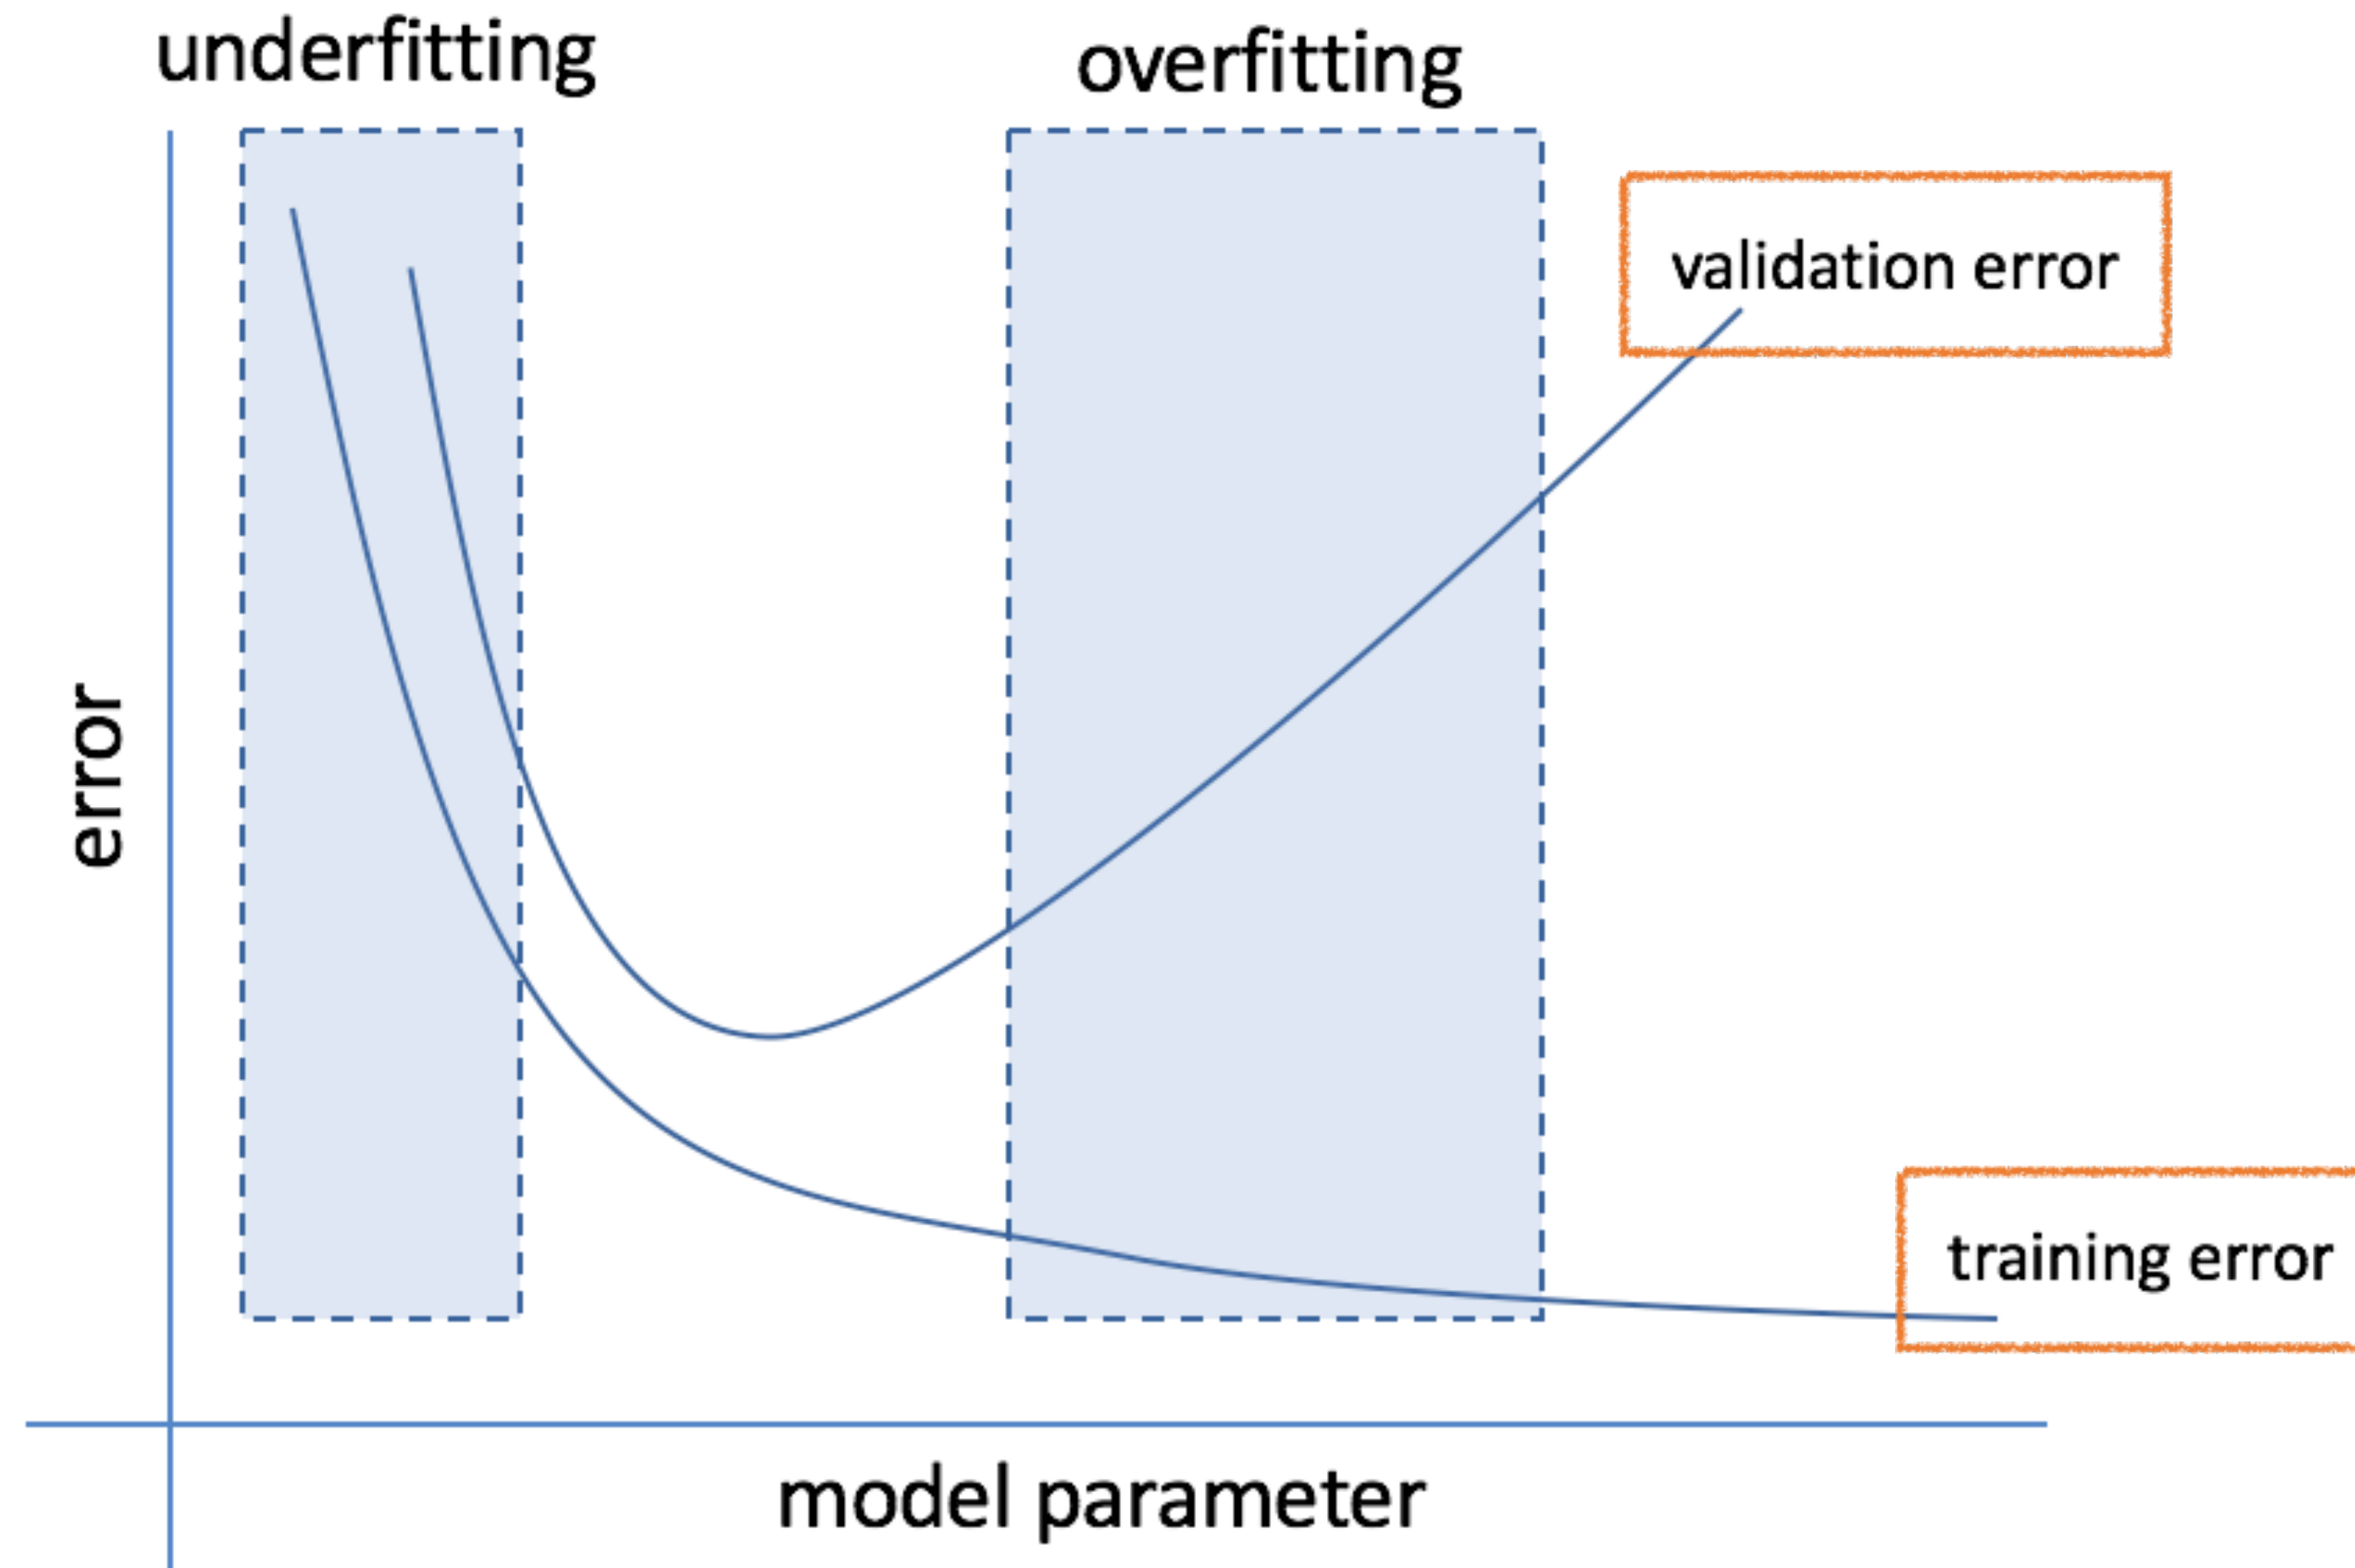 underfitting
overfitting
validation error
error
training error
model parameter